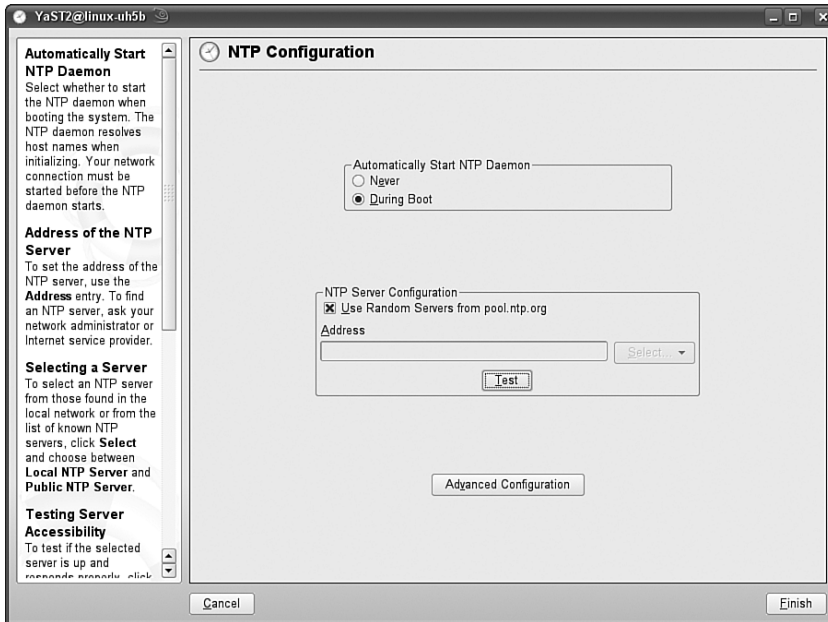 YaST2@linux-uh5b
Automatically Start
NTP Daemon
Select whether to start
the NTP daemon when
booting the system. The
NTP daemon resolves
host names when
initializing. Your network
connection must be
started before the NTP
daemon starts.
Address of the NTP
Server
To set the address of the
NTP server, use the
Address entry. To find
an NTP server, ask your
network administrator or
Internet service provider.
Selecting a Server
To select an NTP server
from those found in the
local network or from the
list of known NTP
servers, click Select
and choose between
Local NTP Server and
Public NTP Server.
Testing Server
Accessibility
To test if the selected
server is up and
responds properly, click
NTP Configuration
Automatically Start NTP Daemon
Never
During Boot
NTP Server Configuration
Use Random Servers from pool.ntp.org
Address
Select...
Test
Advanced Configuration
Cancel
Finish